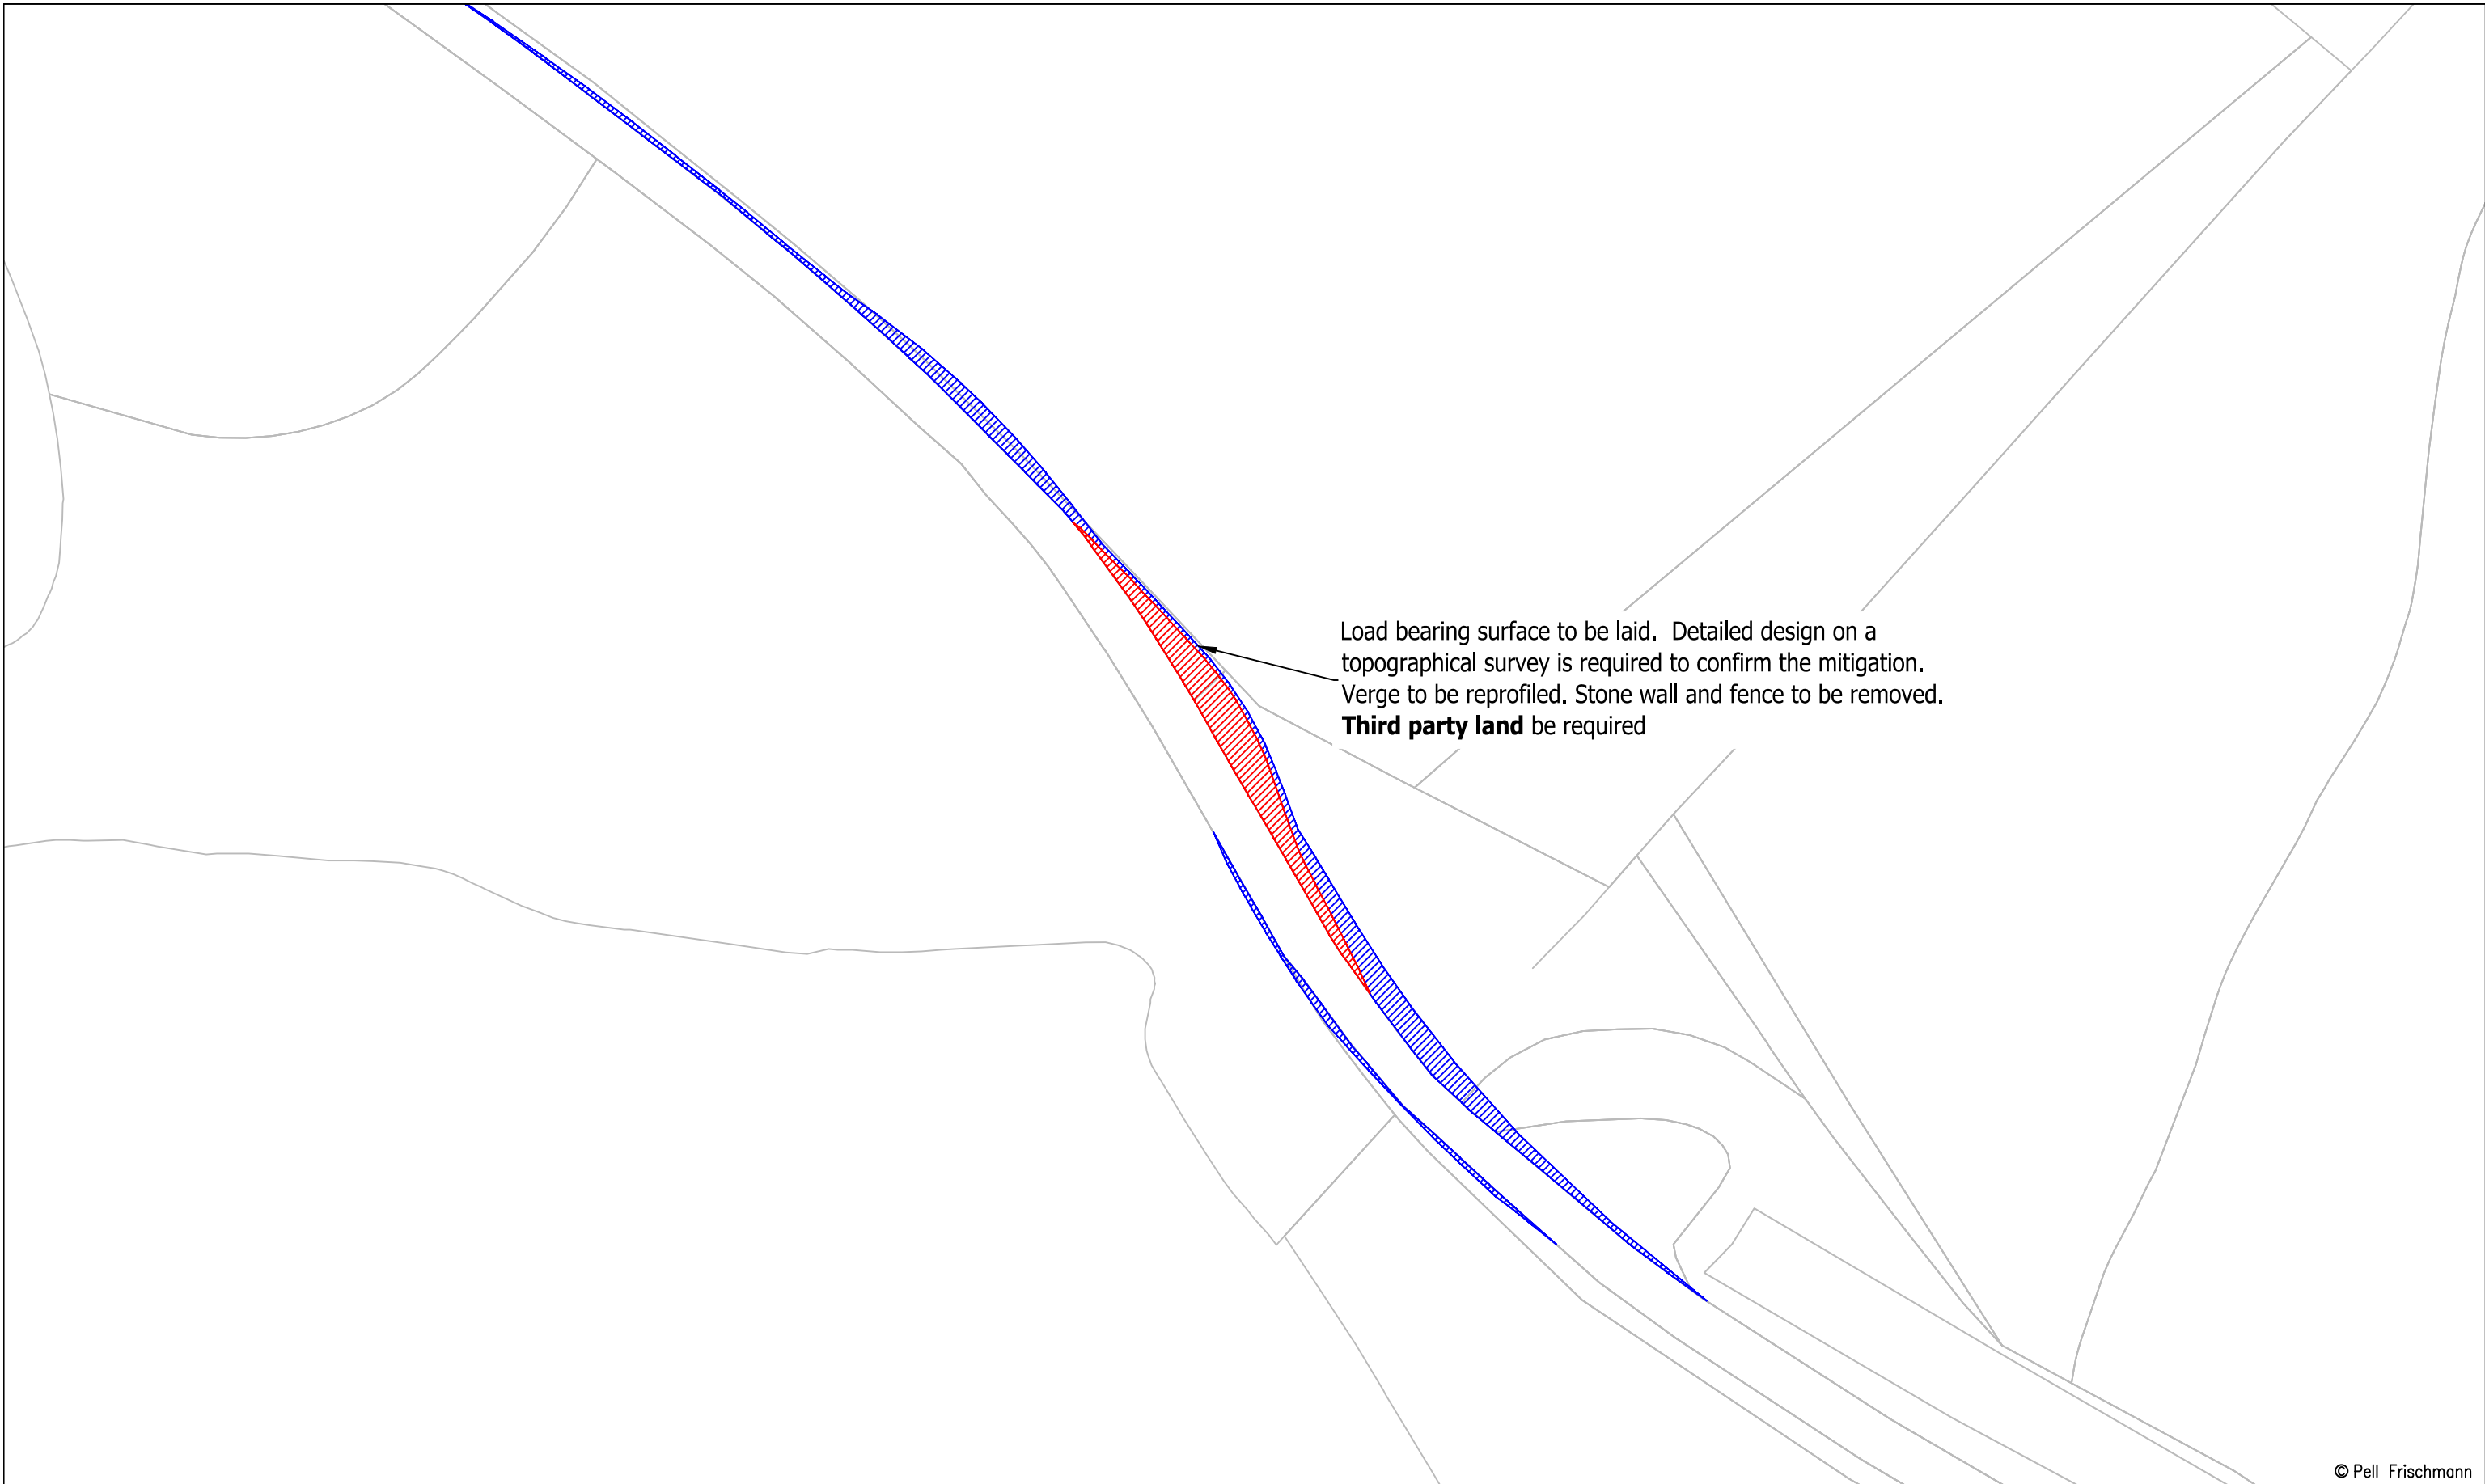 Load bearing surface to be laid.  Detailed design on a
topographical survey is required to confirm the mitigation.
Verge to be reprofiled. Stone wall and fence to be removed.
Third party land be required
© Pell Frischmann